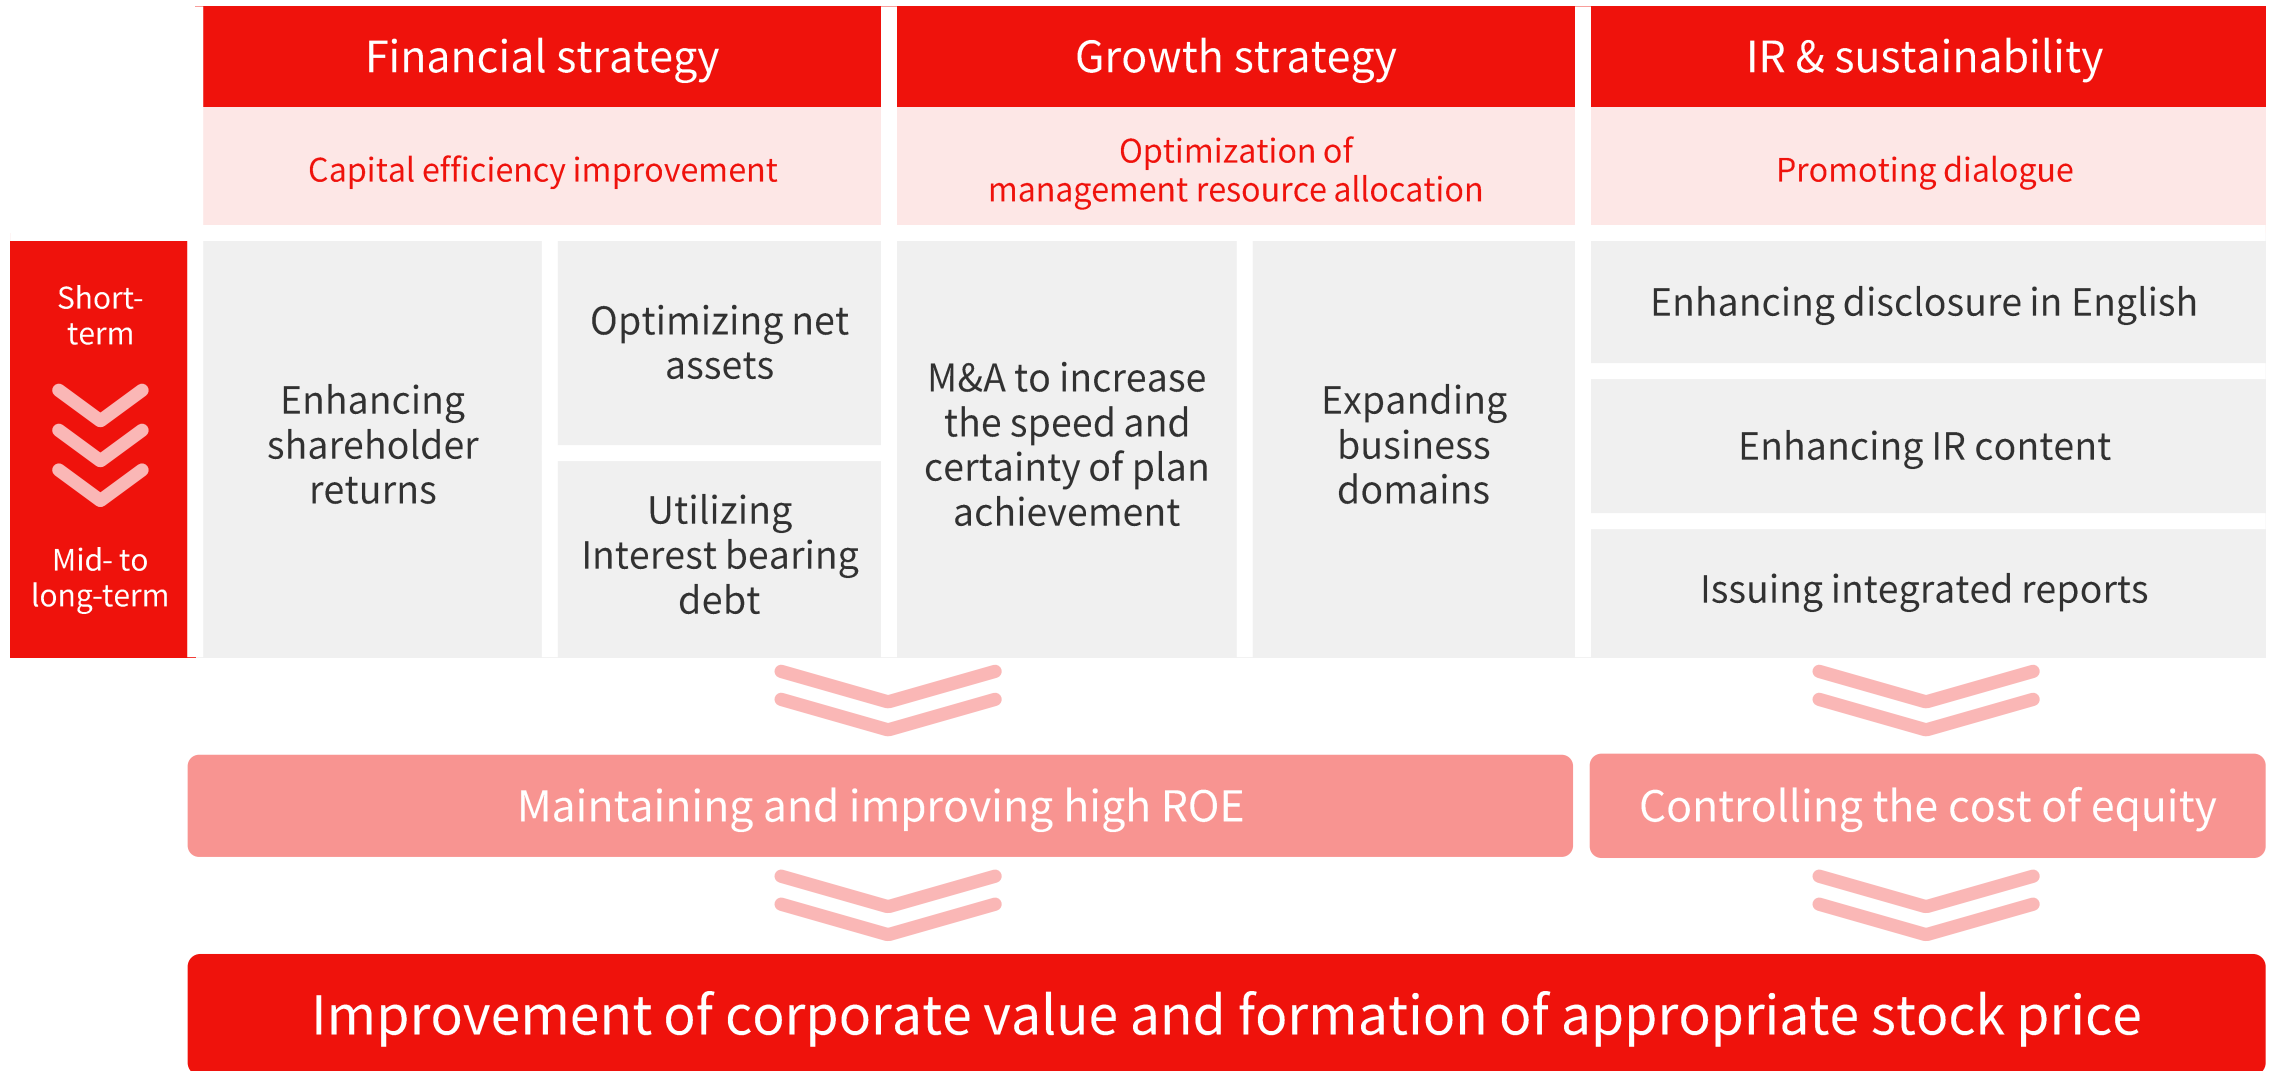 Financial strategy
Growth strategy
IR & sustainability
Capital efficiency improvement
Optimization of
management resource allocation
Promoting dialogue
Short-
term
Mid- to
long-term
Enhancing
shareholder
returns
Optimizing net
assets
Utilizing
Interest bearing
debt
M&A to increase
the speed and
certainty of plan
achievement
Expanding
business
domains
Enhancing disclosure in English
Enhancing IR content
Issuing integrated reports
Maintaining and improving high ROE
Controlling the cost of equity
Improvement of corporate value and formation of appropriate stock price